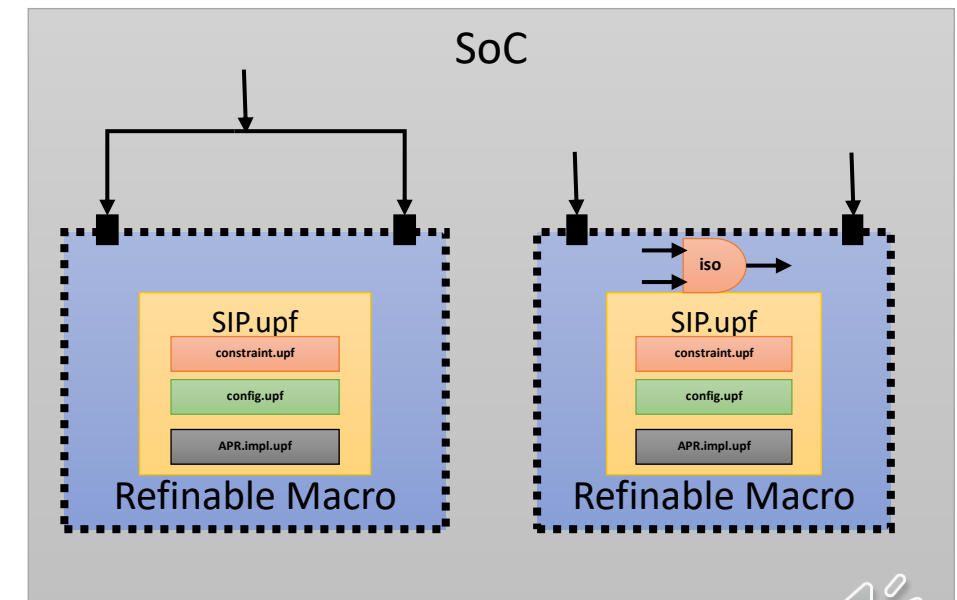 SoC
SIP.upf
constraint.upf
config.upf
APR.impl.upf
Refinable Macro
iso
SIP.upf
constraint.upf
config.upf
APR.impl.upf
Refinable Macro